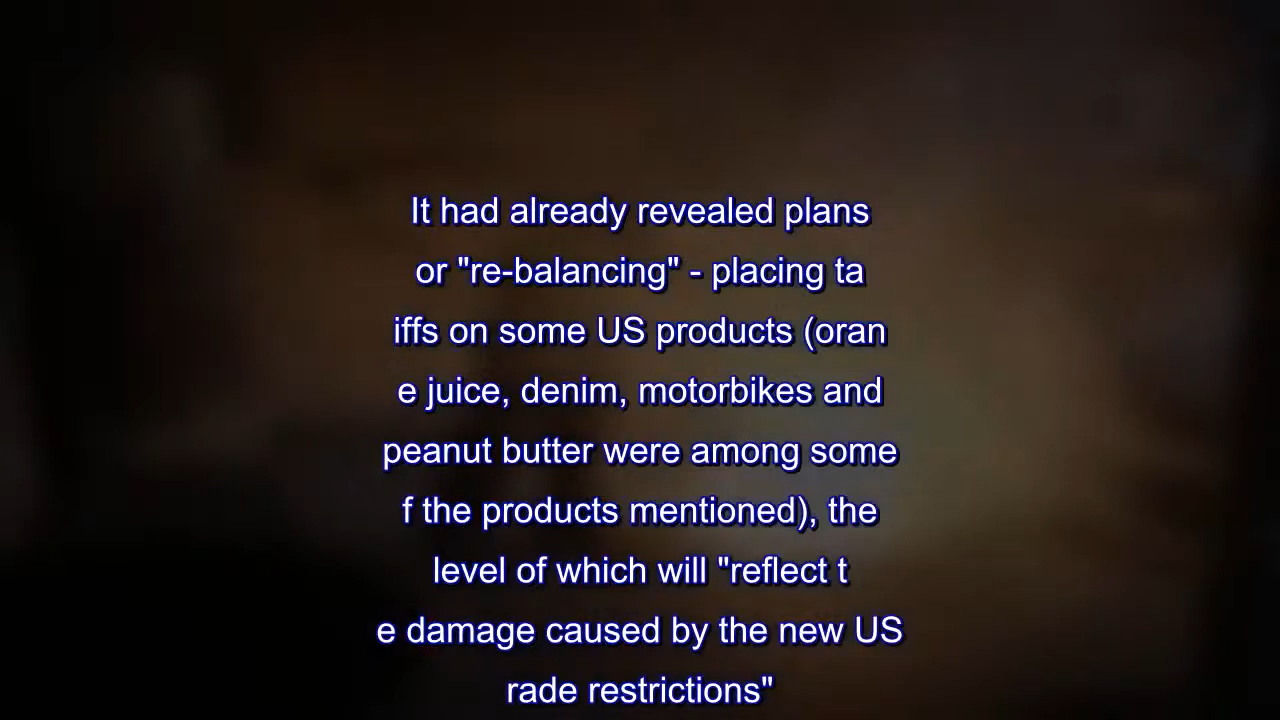 It had already revealed plans
or "re-balancing" - placing ta
iffs on some US products (oran
e juice, denim, motorbikes and
peanut butter were among some
f the products mentioned), the
level of which will "reflect t
e damage caused by the new US
rade restrictions"